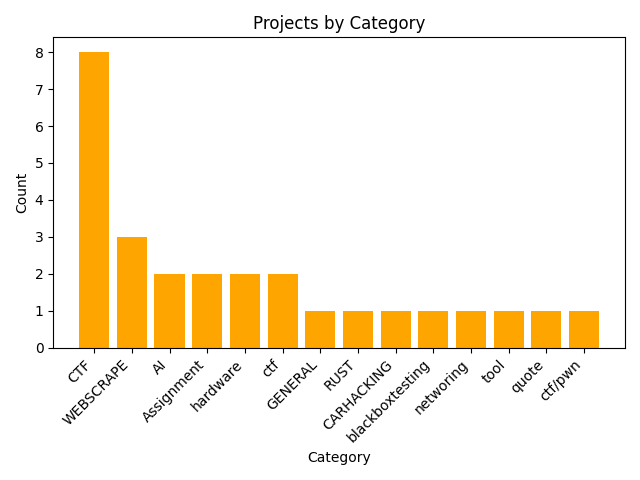 Projects by Category
Count
8
7
6
5
4
3
2
1
0
CTF
WEBSCRAPE
AI
Assignment
hardware
ctf
GENERAL
RUST
CARHACKING
blackboxtesting
networing
tool
quote
ctf/pwn
Category